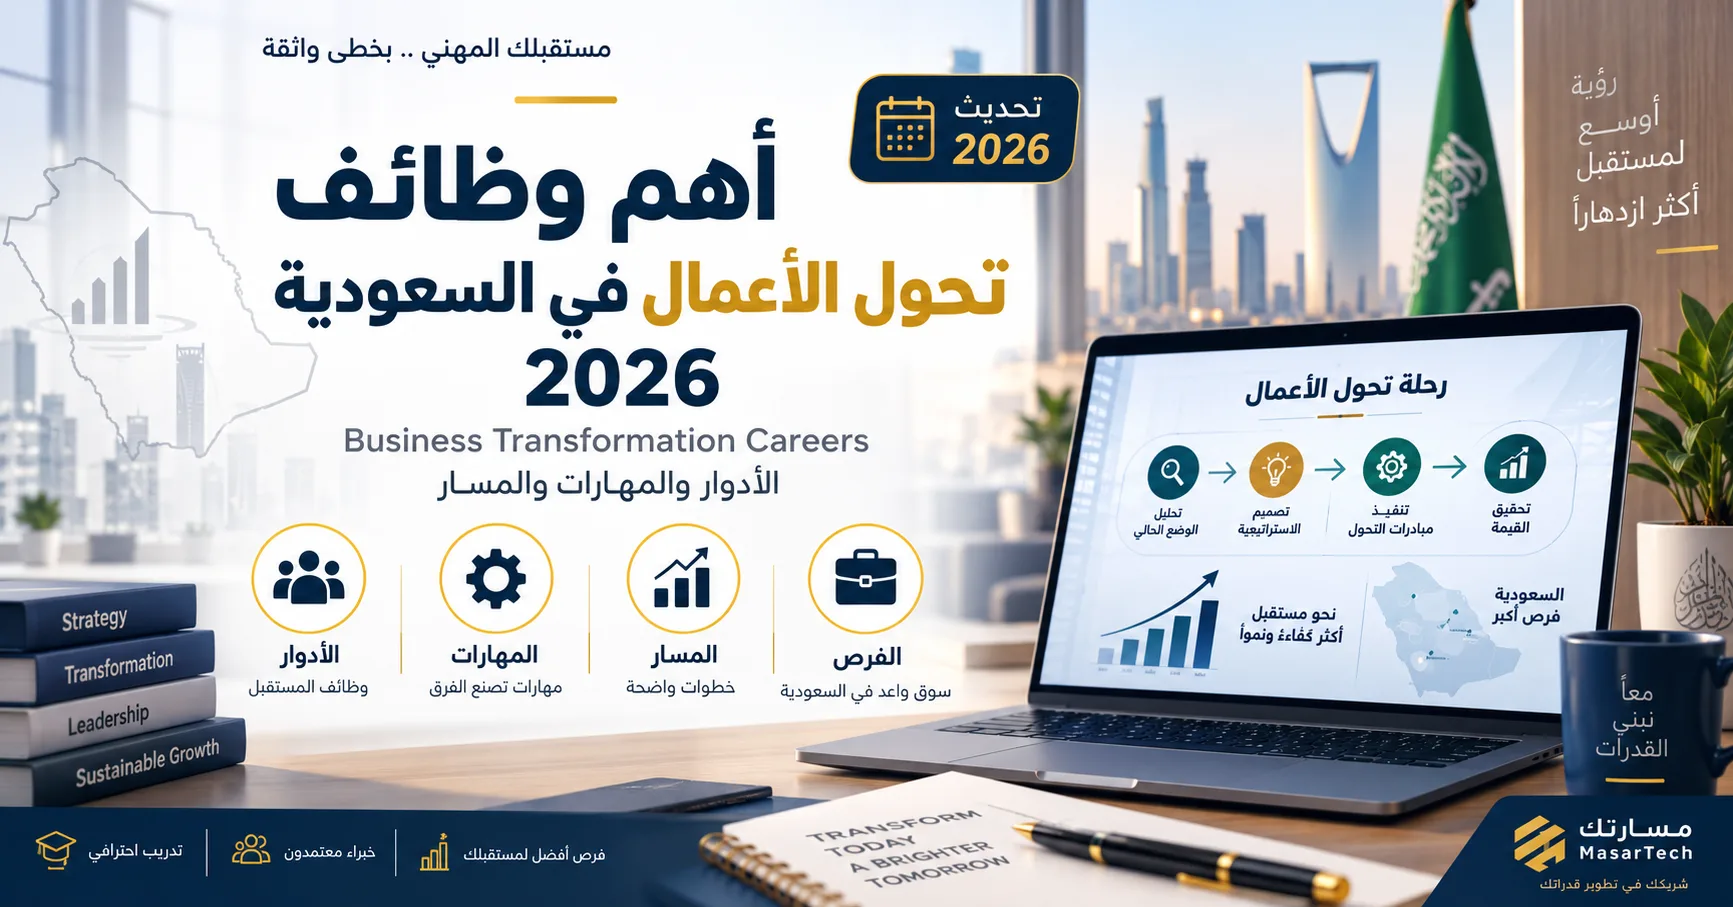 مستقبلك المهني .. بخطى واثقة
تحديث
2026
أهم وظائف
تحول الأعمال في السعودية
2026
Business Transformation Careers
الأدوار والمهارات والمسار
الفرص
سوق واعد في السعودية
المسار
خطوات واضحة
المهارات
مهارات تصنع الفرق
الأدوار
وظائف المستقبل
رؤية
أوسع
لمستقبل
أكثر ازدهاراً
رحلة تحول الأعمال
تحليل
الوضع الحالي
تصميم
الاستراتيجية
تنفيذ
مبادرات التحول
تحقيق
القيمة
نحو مستقبل
أكثر كفاءة ونمواً
السعودية
فرص أكبر
معاً
نبني
القدرات
Strategy
Transformation
Leadership
Sustainable Growth
TRANSFORM
TODAY
A BRIGHTER
TOMORROW
فرص أفضل لمستقبلك
خبراء معتمدون
تدريب احترافي
مسارتك
MasarTech
شريكك في تطوير قدراتك